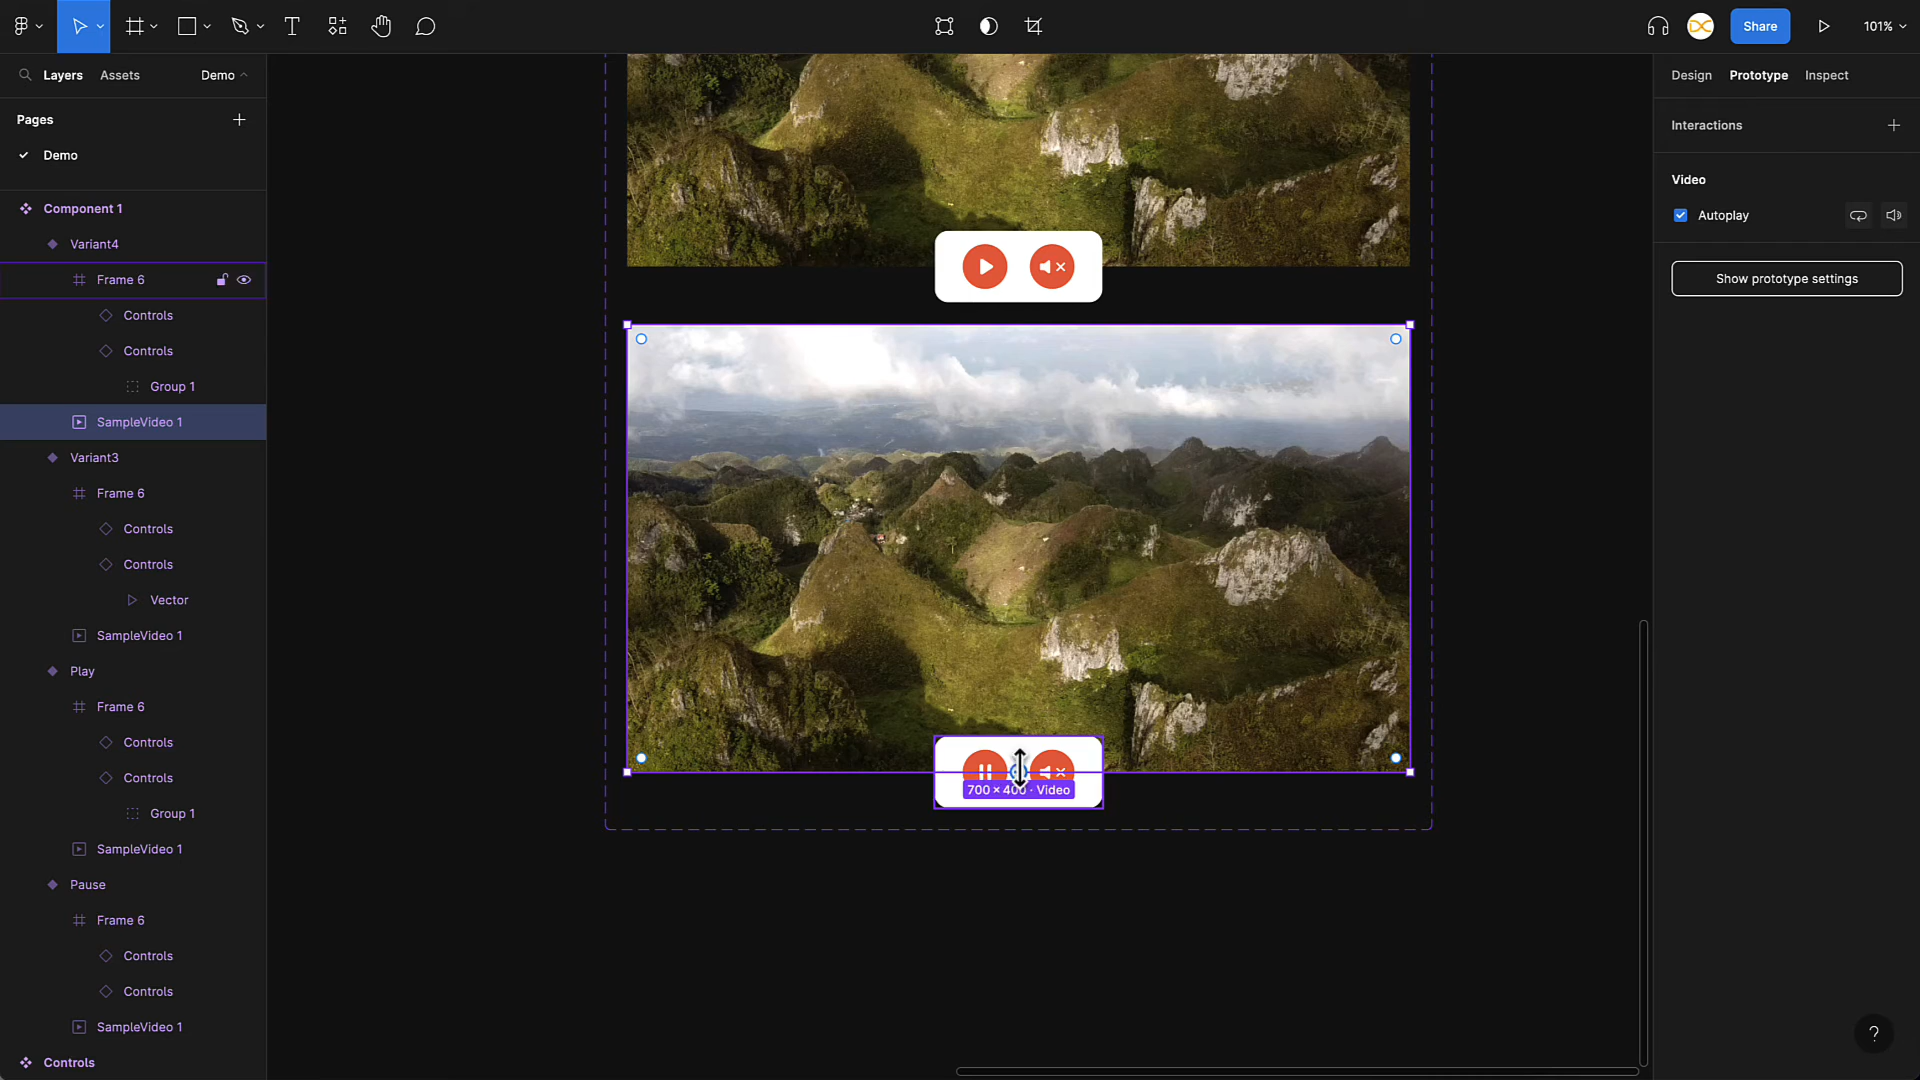 Share
101%
Layers
Assets
Demo
Design
Prototype
Inspect
Pages
Interactions
Demo
Video
Component 1
Autoplay
Variant4
Frame 6
Show prototype settings
Controls
Controls
Group 1
SampleVideo 1
Variant3
Frame 6
Controls
Controls
Vector
SampleVideo 1
Play
Frame 6
Controls
Controls
700 × 400 · Video
Group 1
SampleVideo 1
Pause
Frame 6
Controls
Controls
SampleVideo 1
?
Controls